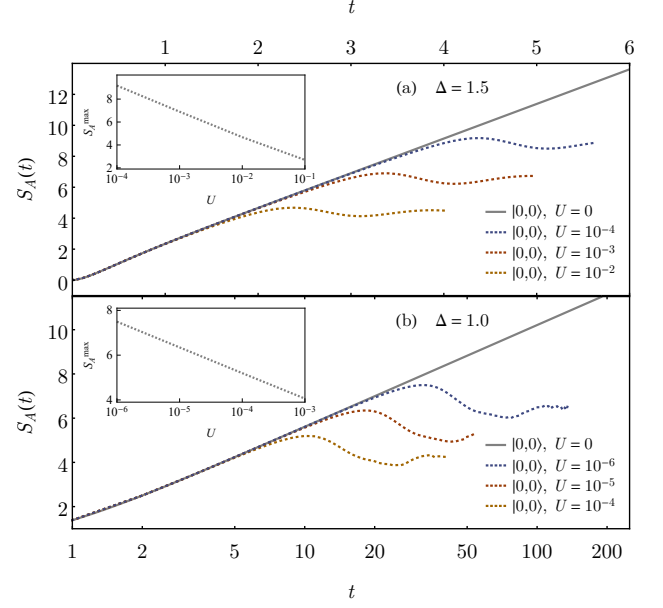 t
1 2 3 4 5 6
(a) Δ = 1.5
S_A(t)
12
10
8
6
4
2
0
S_A^max
8
6
4
2
10⁻⁴ 10⁻³ 10⁻² 10⁻¹
U
|0,0⟩, U = 0
|0,0⟩, U = 10⁻⁴
|0,0⟩, U = 10⁻³
|0,0⟩, U = 10⁻²
(b) Δ = 1.0
S_A(t)
10
8
6
4
2
S_A^max
8
6
4
10⁻⁶ 10⁻⁵ 10⁻⁴ 10⁻³
U
|0,0⟩, U = 0
|0,0⟩, U = 10⁻⁶
|0,0⟩, U = 10⁻⁵
|0,0⟩, U = 10⁻⁴
1 2 5 10 20 50 100 200
t